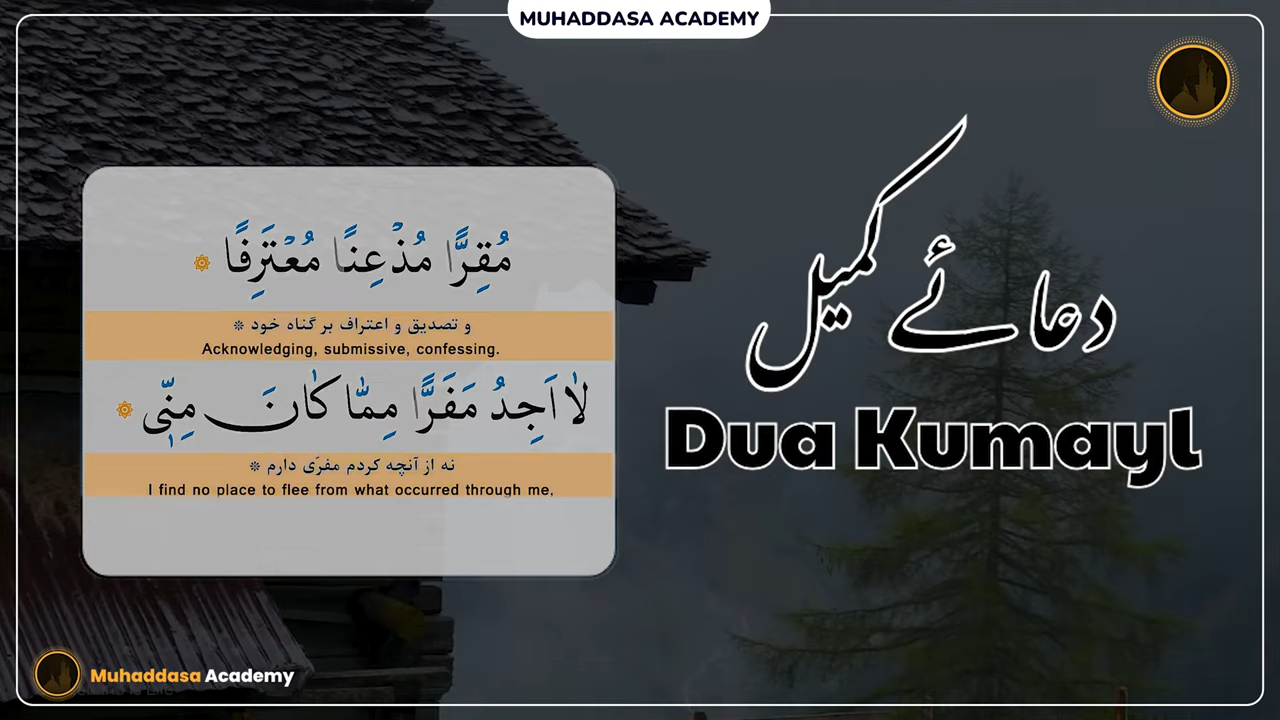 MUHADDASA ACADEMY
مُقِرًّا مُذْعِنًا مُعْتَرِفًا
و تصدیق و اعتراف بر گناه خود
Acknowledging, submissive, confessing.
لٰا اَجِدُ مَفَرًّا مِمّٰا كٰانَ مِنّٖى
نه از آنچه کردم مفرّی دارم
I find no place to flee from what occurred through me,
دعائے کمیل
Dua Kumayl
Muhaddasa Academy